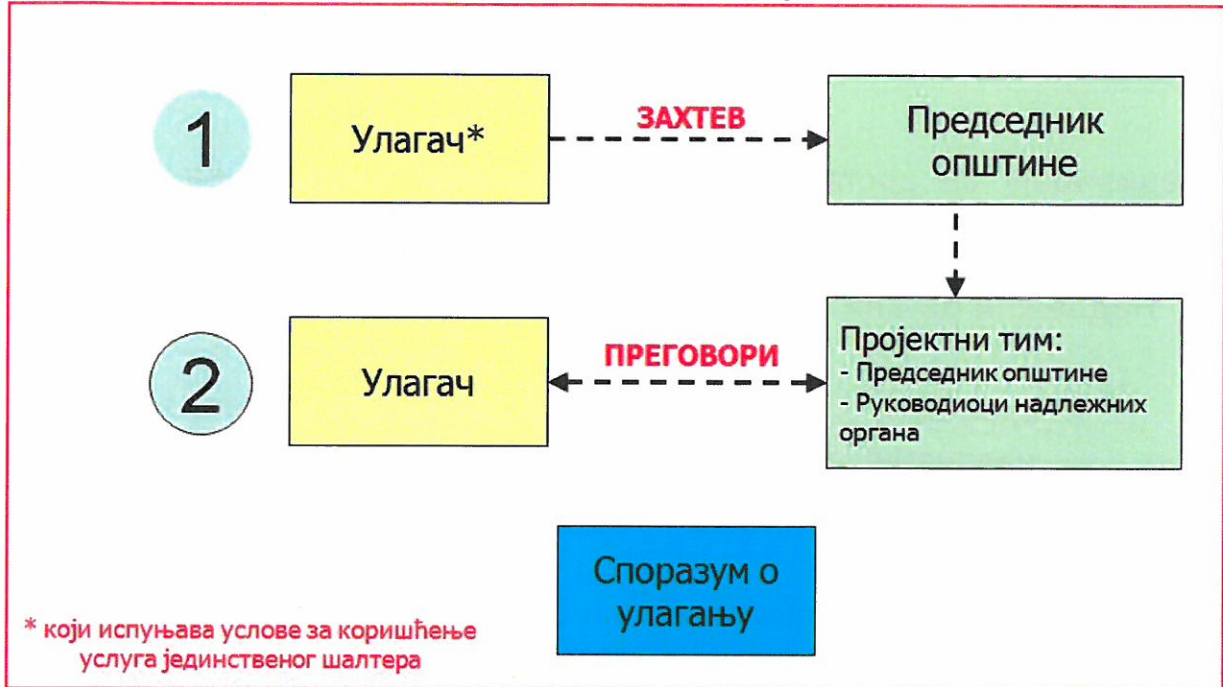 1
Улагач*
ЗАХТЕВ
Председник
општине
2
Улагач
ПРЕГОВОРИ
Пројектни тим:
- Председник општине
- Руководиоци надлежних
органа
Споразум о
улагању
* који испуњава услове за коришћење
услуга јединственог шалтера